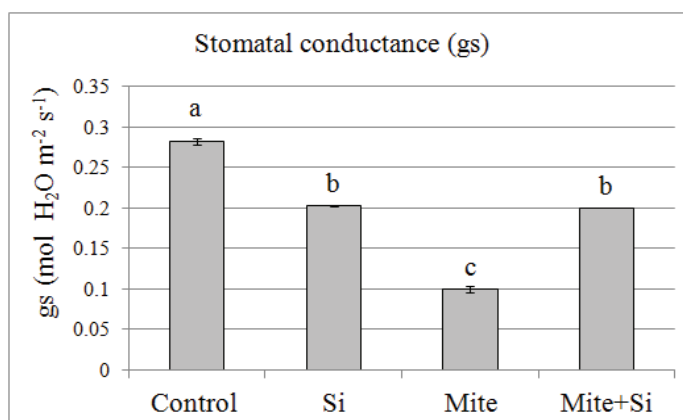 Stomatal conductance (gs)
gs (mol H₂O m⁻² s⁻¹)
0.35
0.3
0.25
0.2
0.15
0.1
0.05
0
a
b
c
b
Control Si Mite Mite+Si